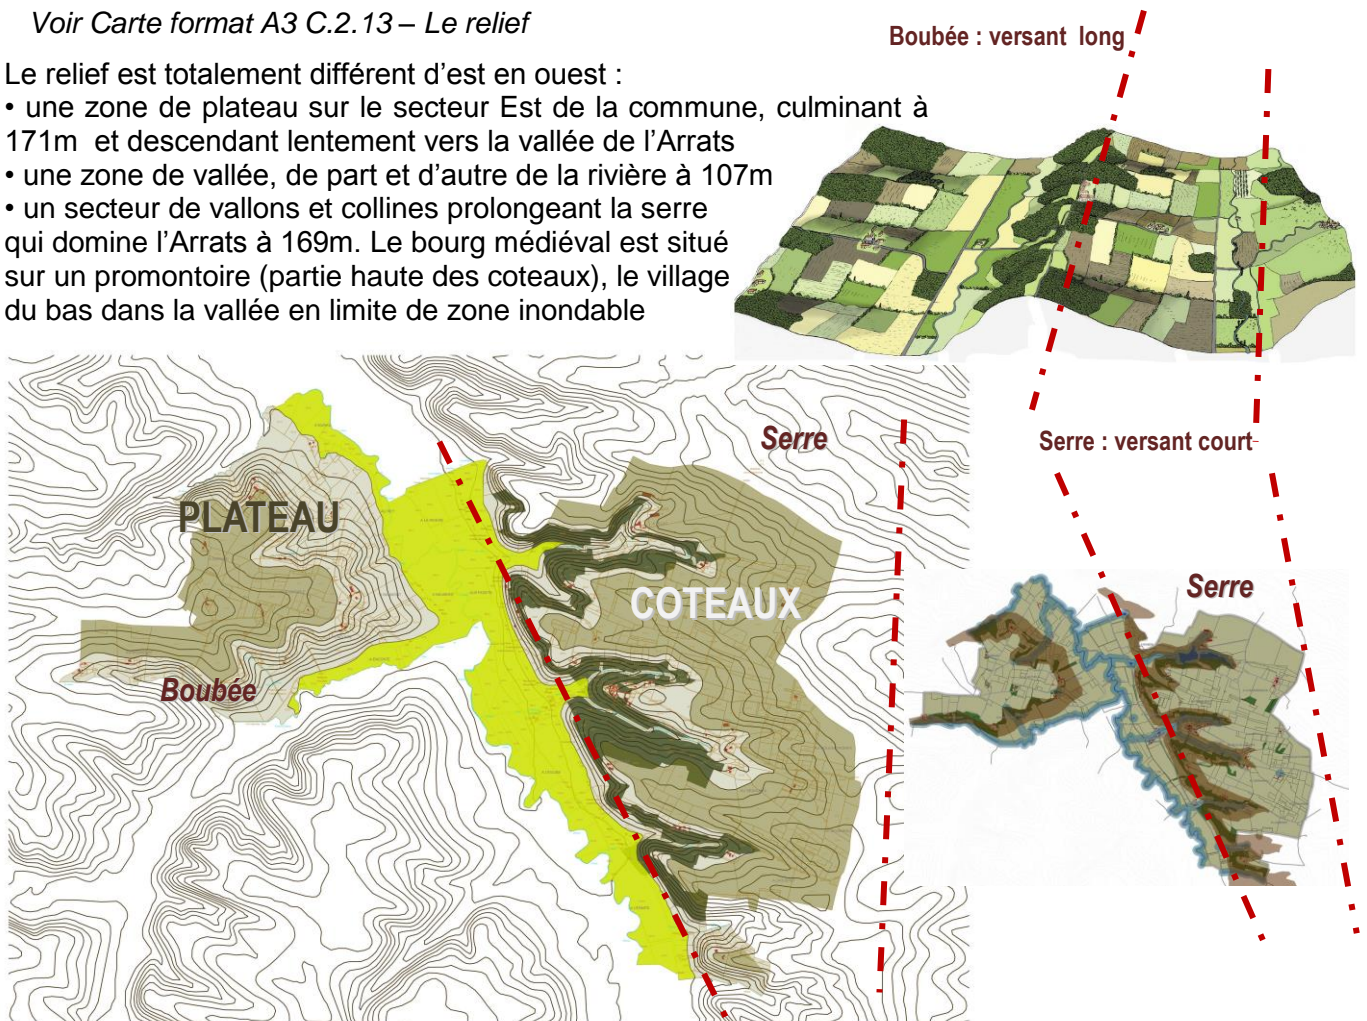 Voir Carte format A3 C.2.13 – Le relief
Boubée : versant long
Le relief est totalement différent d'est en ouest :
• une zone de plateau sur le secteur Est de la commune, culminant à
171m et descendant lentement vers la vallée de l'Arrats
• une zone de vallée, de part et d'autre de la rivière à 107m
• un secteur de vallons et collines prolongeant la serre
qui domine l'Arrats à 169m. Le bourg médiéval est situé
sur un promontoire (partie haute des coteaux), le village
du bas dans la vallée en limite de zone inondable
Serre
Serre : versant court
PLATEAU
COTEAUX
Serre
Boubée